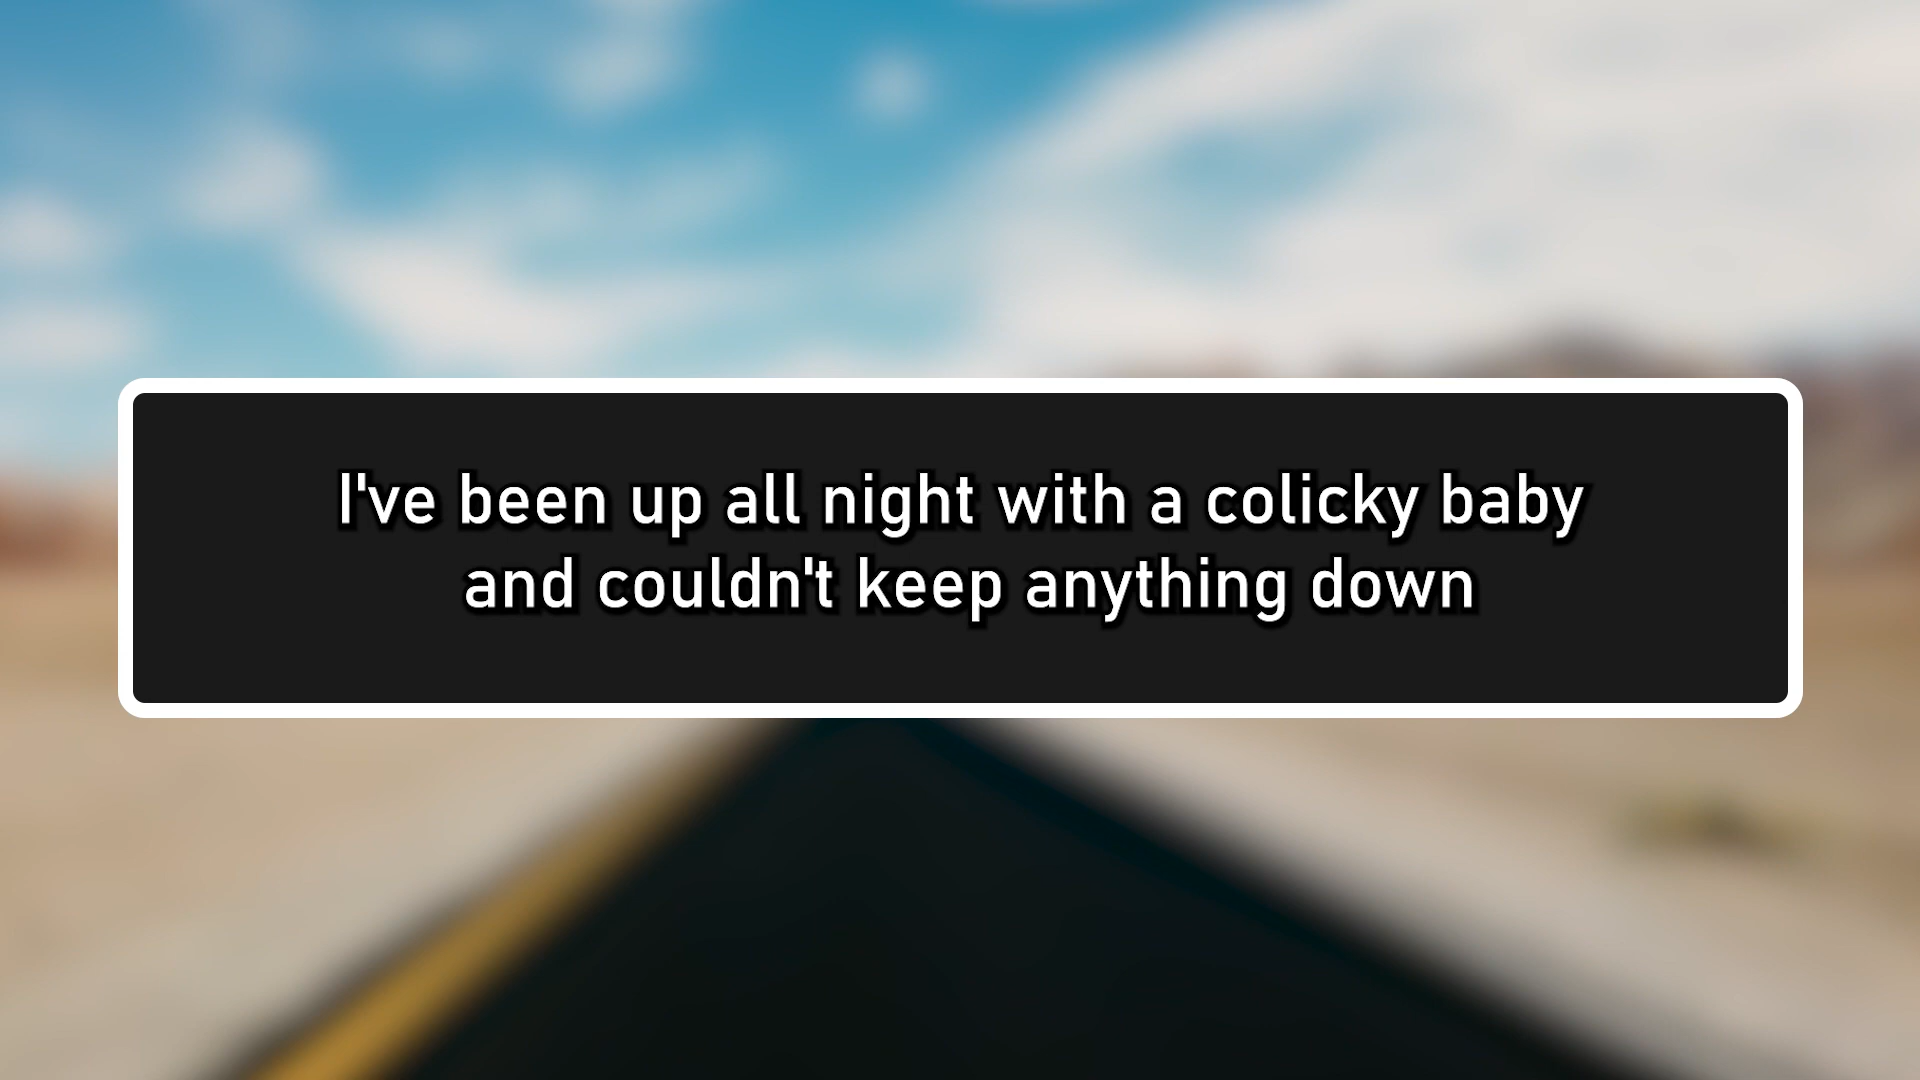 I've been up all night with a colicky baby
and couldn't keep anything down